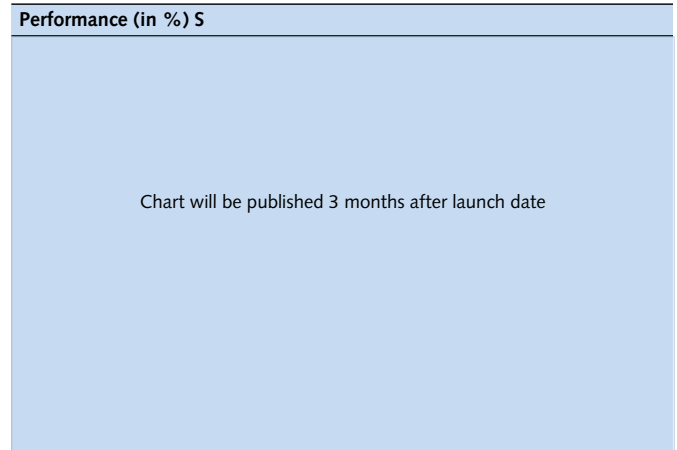 Performance (in %) S
Chart will be published 3 months after launch date